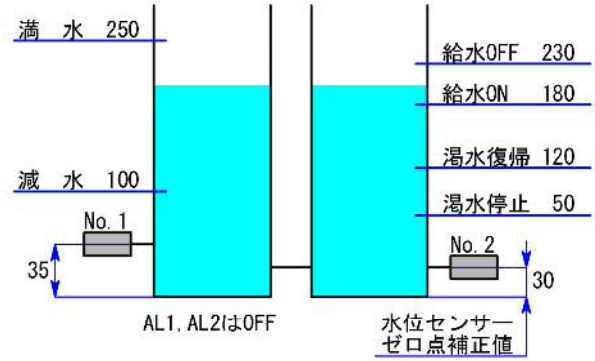 満 水 250
給水OFF 230
給水ON 180
渇水復帰 120
減 水 100
渇水停止 50
No. 1
No. 2
35
30
AL1, AL2はOFF
水位センサー
ゼロ点補正値